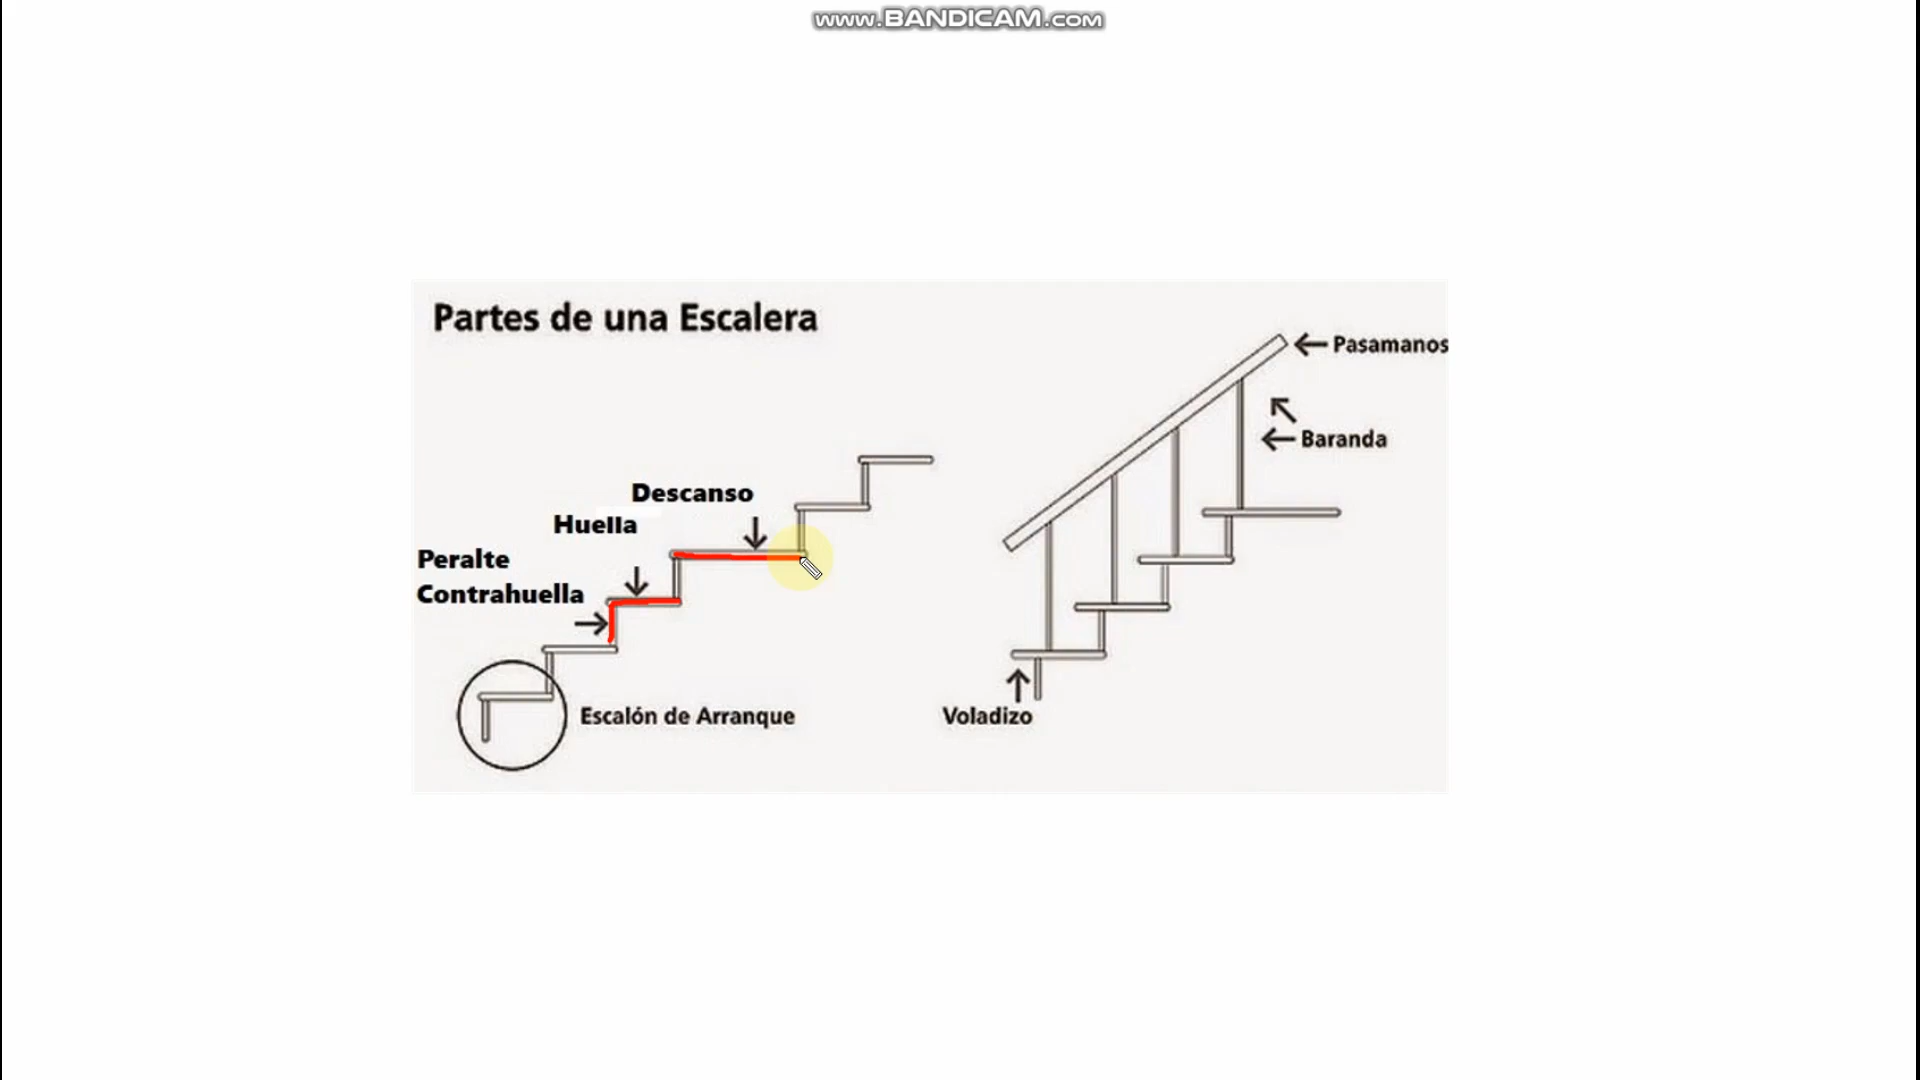 www.BANDICAM.com
Partes de una Escalera
Pasamanos
Baranda
Descanso
Huella
Peralte
Contrahuella
Escalón de Arranque
Voladizo